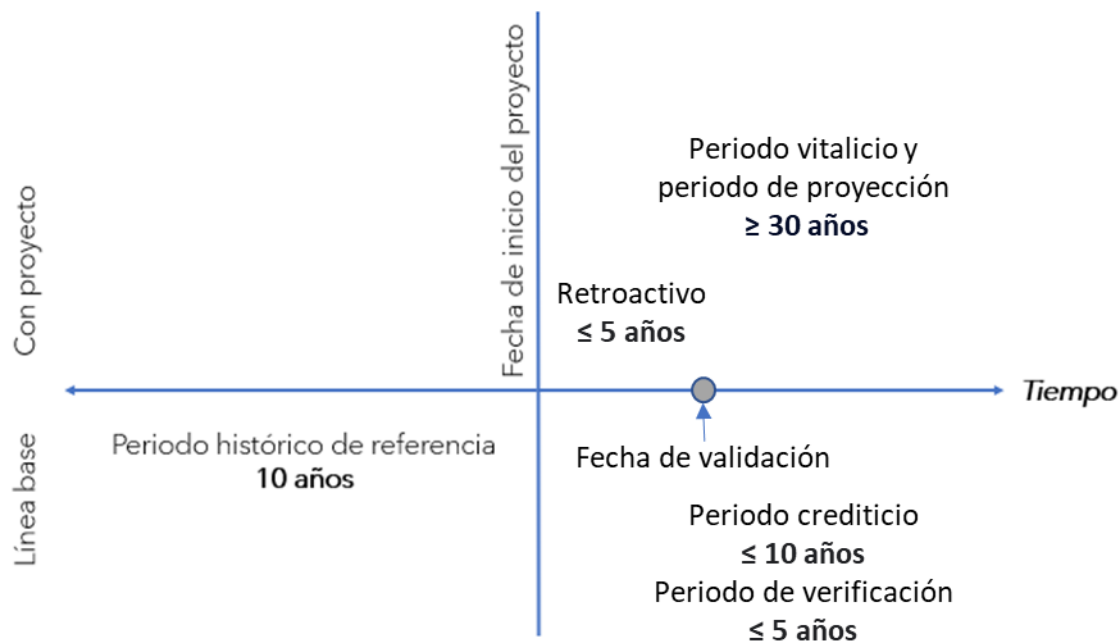 Fecha de inicio del proyecto
Con proyecto
Periodo vitalicio y
periodo de proyección
≥ 30 años
Retroactivo
≤ 5 años
Tiempo
Línea base
Periodo histórico de referencia
10 años
Fecha de validación
Periodo crediticio
≤ 10 años
Periodo de verificación
≤ 5 años